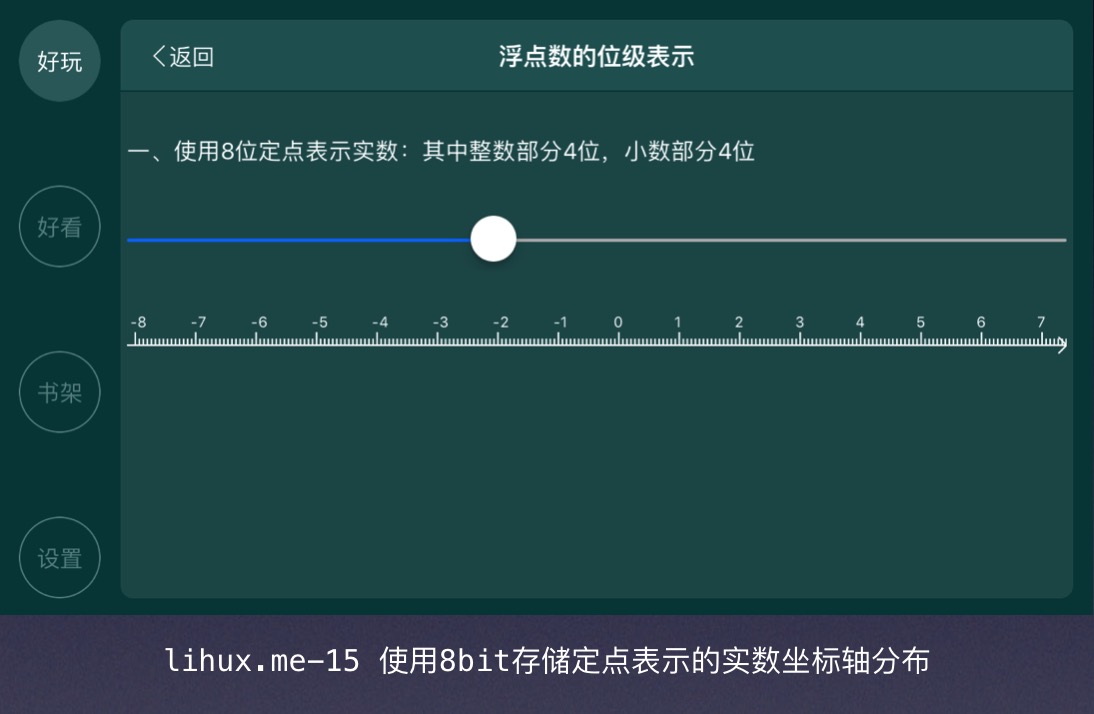 好玩
好看
书架
设置
返回
浮点数的位级表示
一、使用8位定点表示实数：其中整数部分4位，小数部分4位
-8 -7 -6 -5 -4 -3 -2 -1 0 1 2 3 4 5 6 7
lihux.me-15 使用8bit存储定点表示的实数坐标轴分布